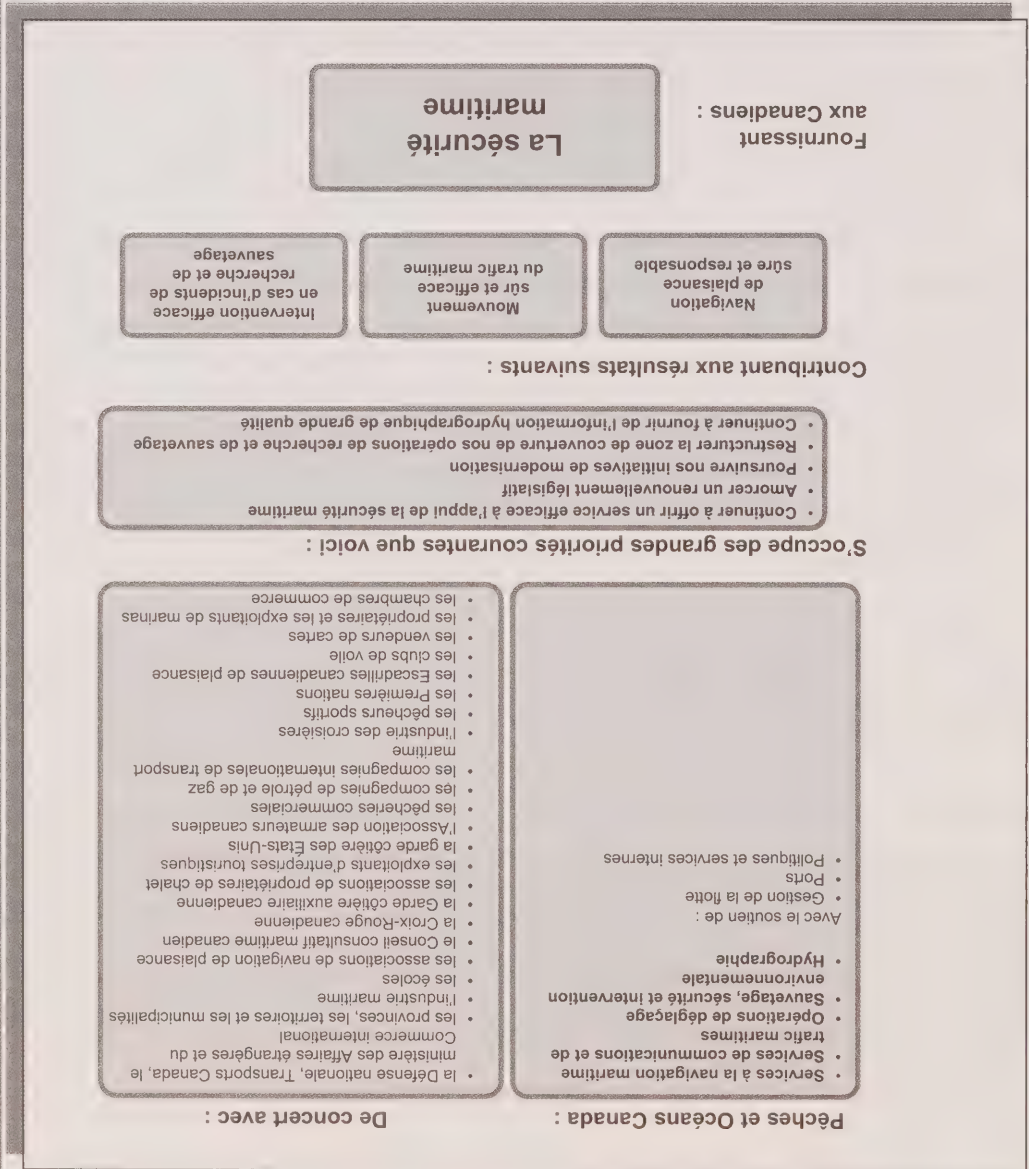 Pêches et Océans Canada :
• Services à la navigation maritime
• Services de communications et de
trafic maritimes
• Opérations de déglaçage
• Sauvetage, sécurité et intervention
environnementale
• Hydrographie
Avec le soutien de :
• Gestion de la flotte
• Ports
• Politiques et services internes
De concert avec :
• la Défense nationale, Transports Canada, le
ministère des Affaires étrangères et du
Commerce international
• les provinces, les territoires et les municipalités
• l'industrie maritime
• les écoles
• les associations de navigation de plaisance
• le Conseil consultatif maritime canadien
• la Croix-Rouge canadienne
• la Garde côtière auxiliaire canadienne
• les associations de propriétaires de chalet
• les exploitants d'entreprises touristiques
• la garde côtière des États-Unis
• l'Association des armateurs canadiens
• les pêcheries commerciales
• les compagnies de pétrole et de gaz
• les compagnies internationales de transport
maritime
• l'industrie des croisières
• les pêcheurs sportifs
• les Premières nations
• les Escadrilles canadiennes de plaisance
• les clubs de voile
• les vendeurs de cartes
• les propriétaires et les exploitants de marinas
• les chambres de commerce
S'occupe des grandes priorités courantes que voici :
• Continuer à offrir un service efficace à l'appui de la sécurité maritime
• Amorcer un renouvellement législatif
• Poursuivre nos initiatives de modernisation
• Restructurer la zone de couverture de nos opérations de recherche et de sauvetage
• Continuer à fournir de l'information hydrographique de grande qualité
Contribuant aux résultats suivants :
Navigation
de plaisance
sûre et responsable
Mouvement
sûr et efficace
du trafic maritime
Intervention efficace
en cas d'incidents de
recherche et de
sauvetage
Fournissant
aux Canadiens :
La sécurité
maritime